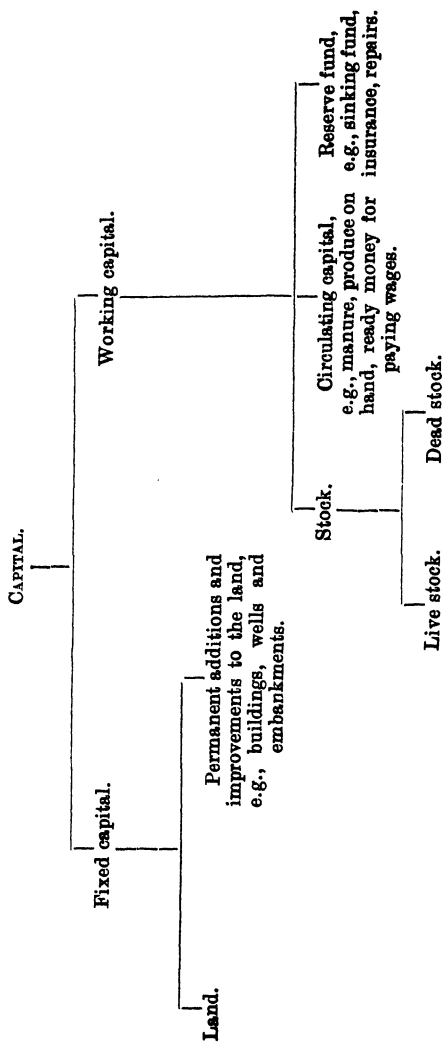 CAPITAL.
Fixed capital.
Working capital.
Land.
Permanent additions and
improvements to the land,
e.g., buildings, wells and
embankments.
Stock.
Circulating capital,
e.g., manure, produce on
hand, ready money for
paying wages.
Reserve fund,
e.g., sinking fund,
insurance, repairs.
Live stock.
Dead stock.